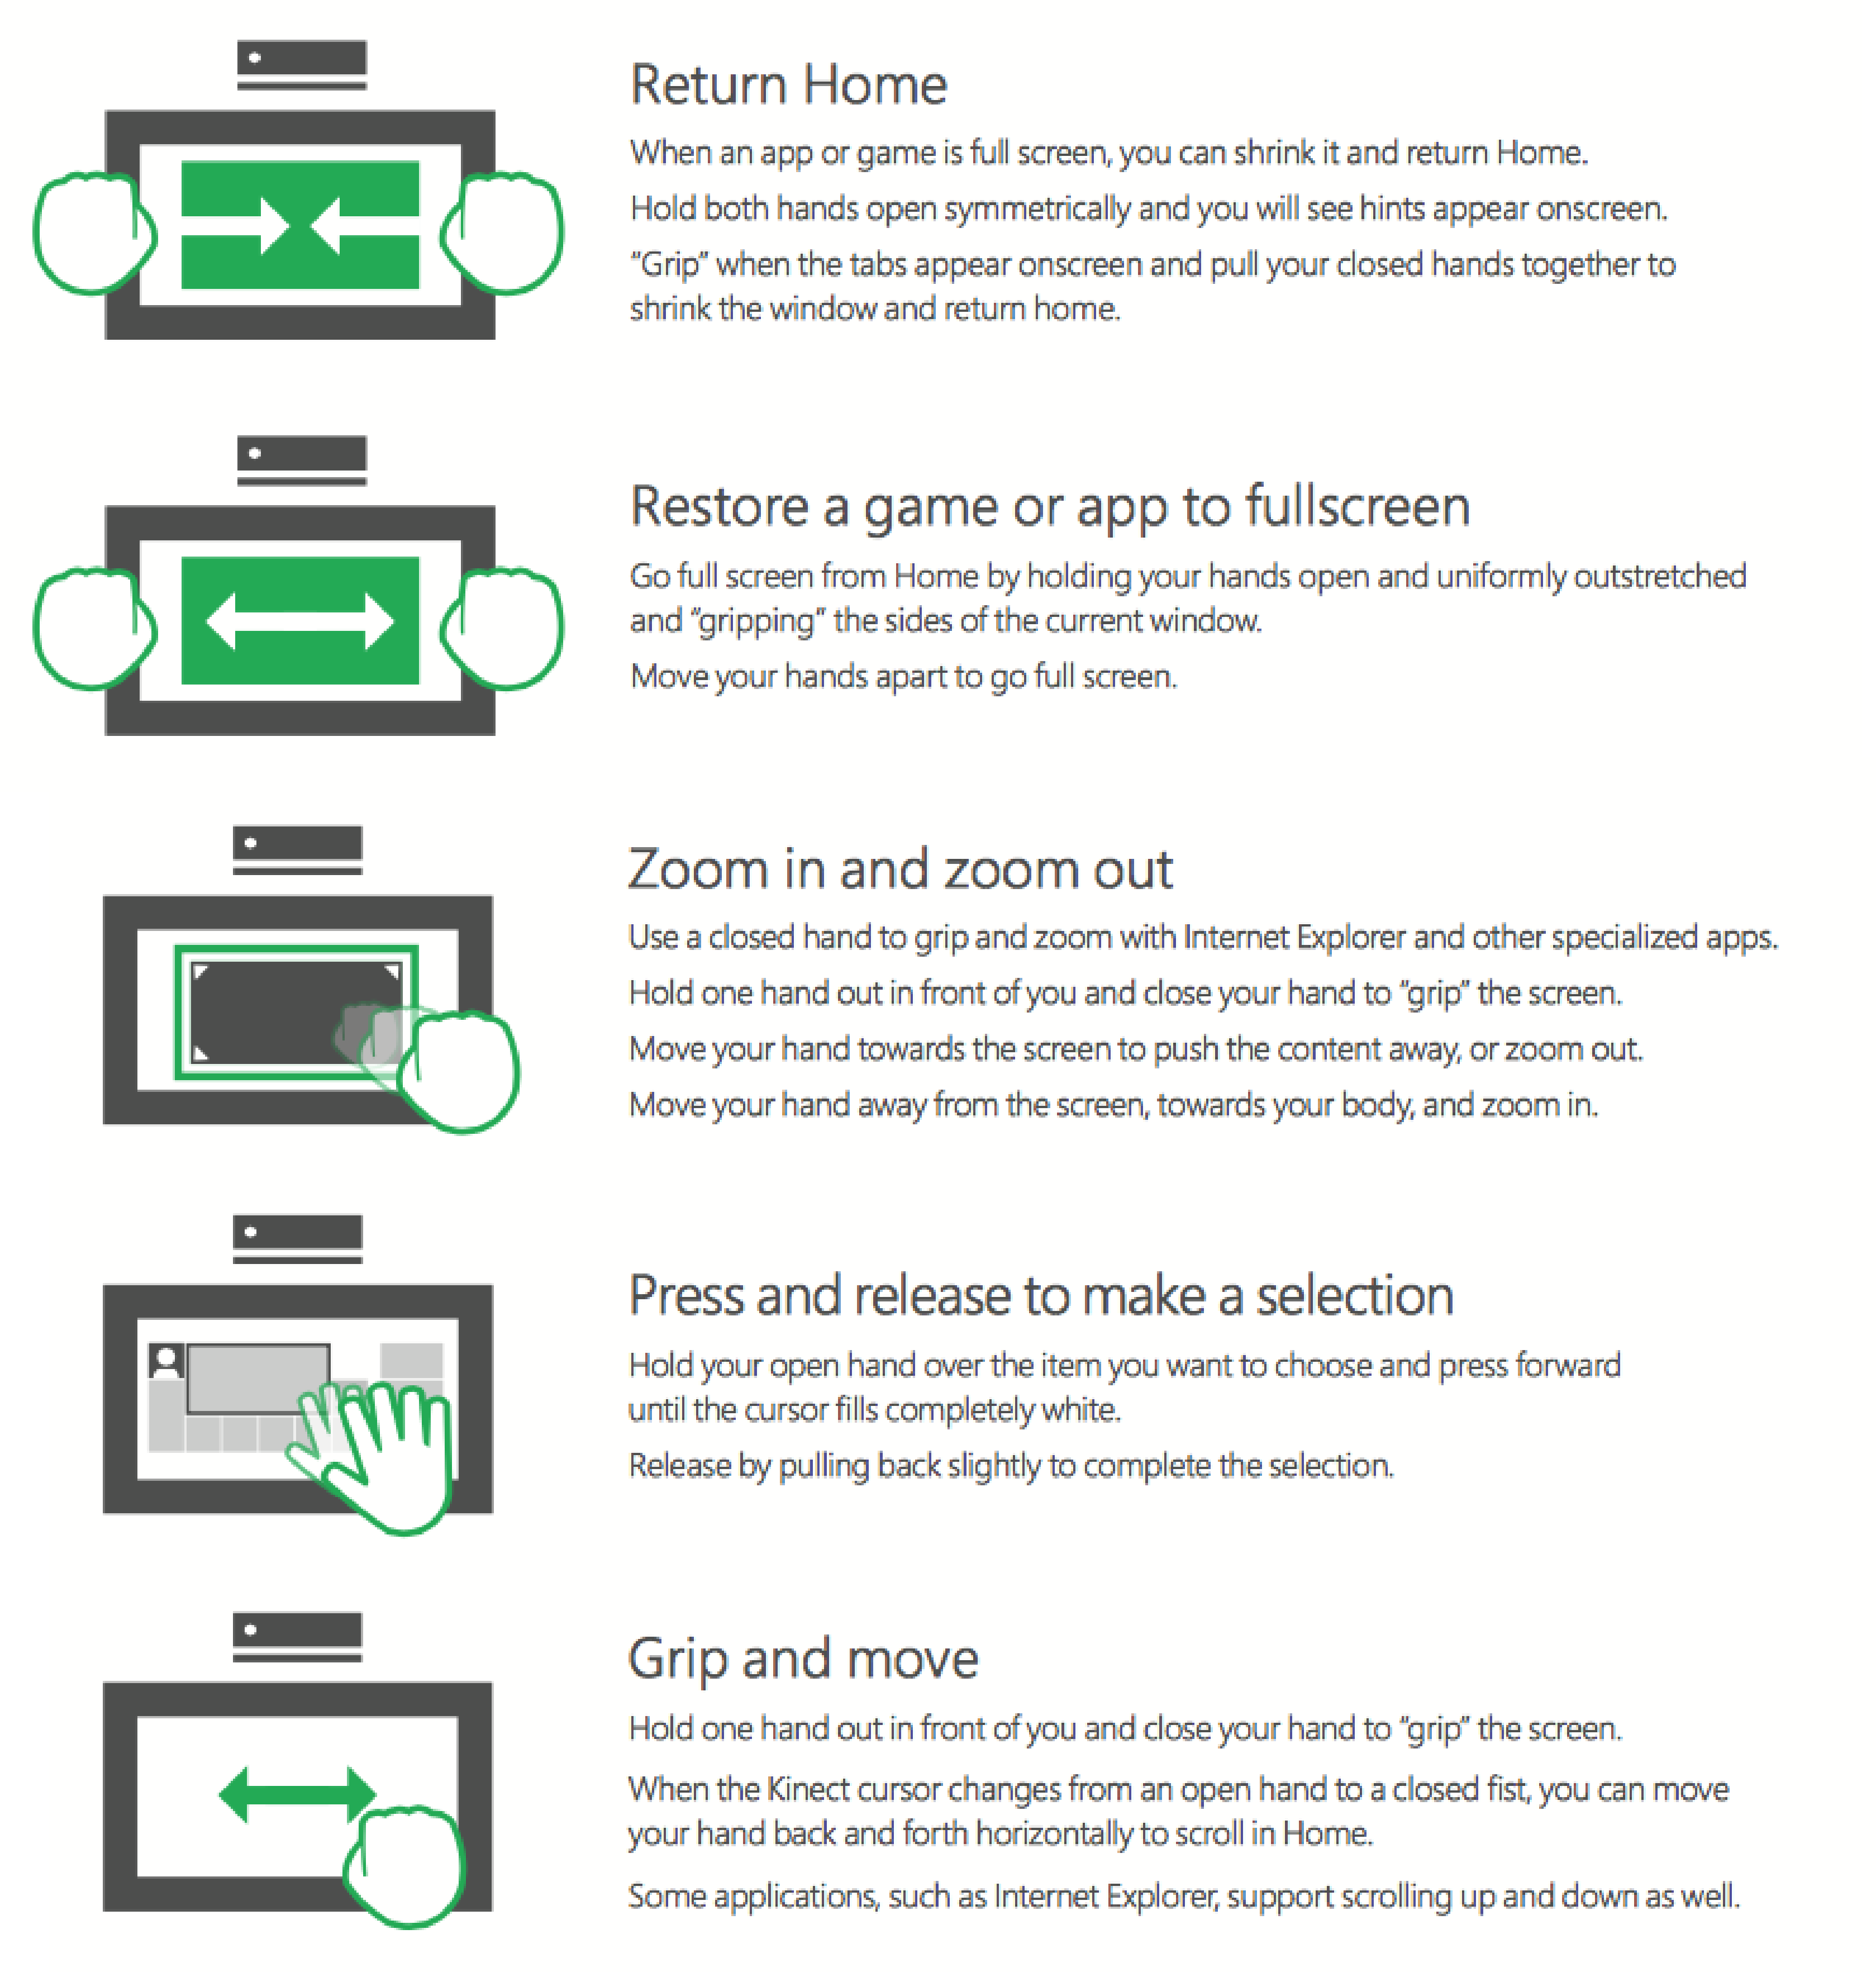 Return Home
When an app or game is full screen, you can shrink it and return Home.
Hold both hands open symmetrically and you will see hints appear onscreen.
“Grip” when the tabs appear onscreen and pull your closed hands together to
shrink the window and return home.
Restore a game or app to fullscreen
Go full screen from Home by holding your hands open and uniformly outstretched
and “gripping” the sides of the current window.
Move your hands apart to go full screen.
Zoom in and zoom out
Use a closed hand to grip and zoom with Internet Explorer and other specialized apps.
Hold one hand out in front of you and close your hand to “grip” the screen.
Move your hand towards the screen to push the content away, or zoom out.
Move your hand away from the screen, towards your body, and zoom in.
Press and release to make a selection
Hold your open hand over the item you want to choose and press forward
until the cursor fills completely white.
Release by pulling back slightly to complete the selection.
Grip and move
Hold one hand out in front of you and close your hand to “grip” the screen.
When the Kinect cursor changes from an open hand to a closed fist, you can move
your hand back and forth horizontally to scroll in Home.
Some applications, such as Internet Explorer, support scrolling up and down as well.